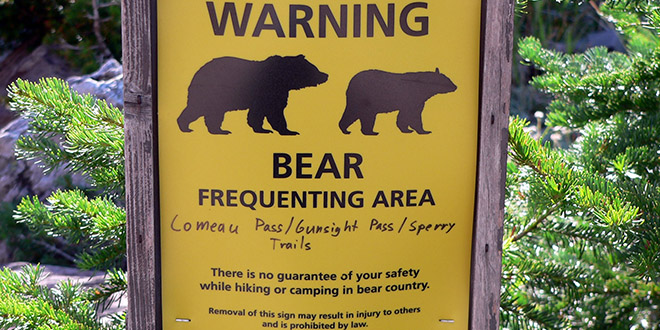 WARNING
BEAR
FREQUENTING AREA
Comeau Pass/Gunsight Pass/Sperry
Trails
There is no guarantee of your safety
while hiking or camping in bear country.
Removal of this sign may result in injury to others
and is prohibited by law.